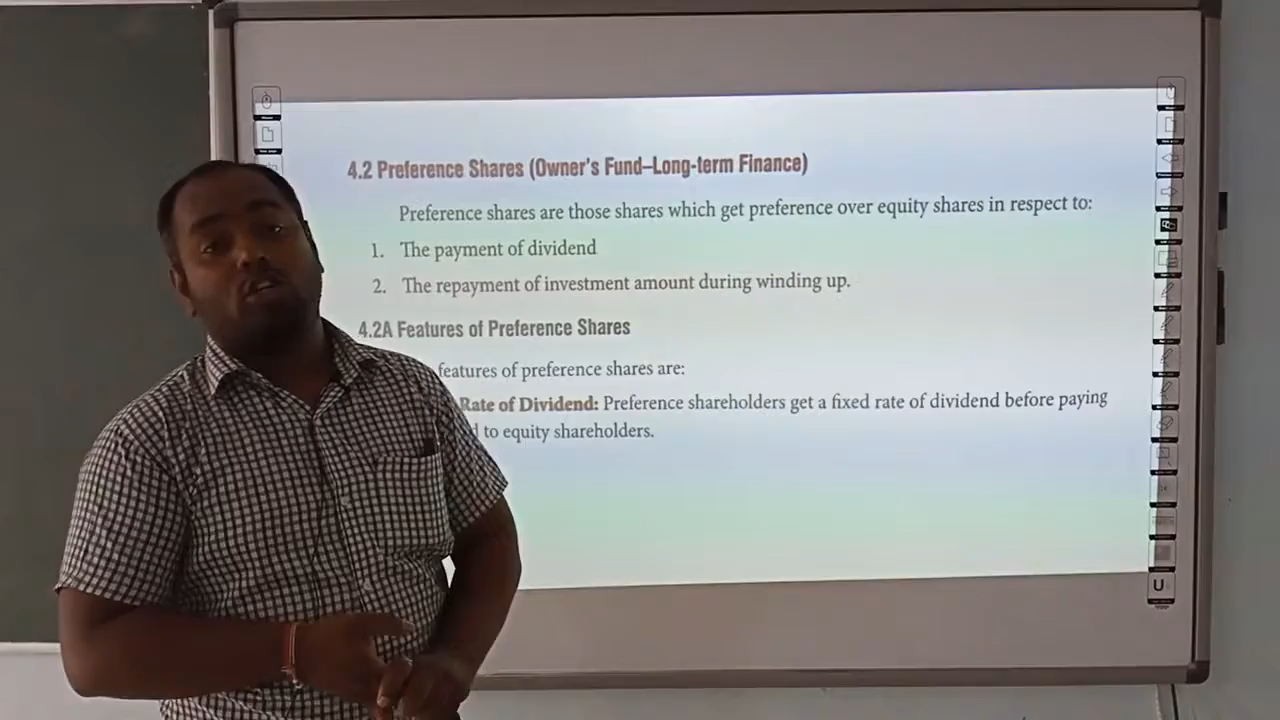 4.2 Preference Shares (Owner's Fund–Long-term Finance)
Preference shares are those shares which get preference over equity shares in respect to:
1. The payment of dividend
2. The repayment of investment amount during winding up.
4.2A Features of Preference Shares
features of preference shares are:
Rate of Dividend: Preference shareholders get a fixed rate of dividend before paying
to equity shareholders.
U